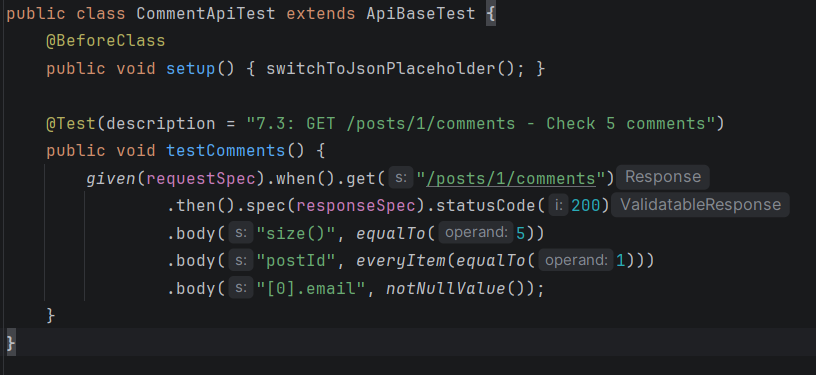 public class CommentApiTest extends ApiBaseTest {
@BeforeClass
public void setup() { switchToJsonPlaceholder(); }
@Test(description = "7.3: GET /posts/1/comments - Check 5 comments")
public void testComments() {
given(requestSpec).when().get( s: "/posts/1/comments") Response
.then().spec(responseSpec).statusCode( i: 200) ValidatableResponse
.body( s: "size()", equalTo( operand: 5))
.body( s: "postId", everyItem(equalTo( operand: 1)))
.body( s: "[0].email", notNullValue());
}
}